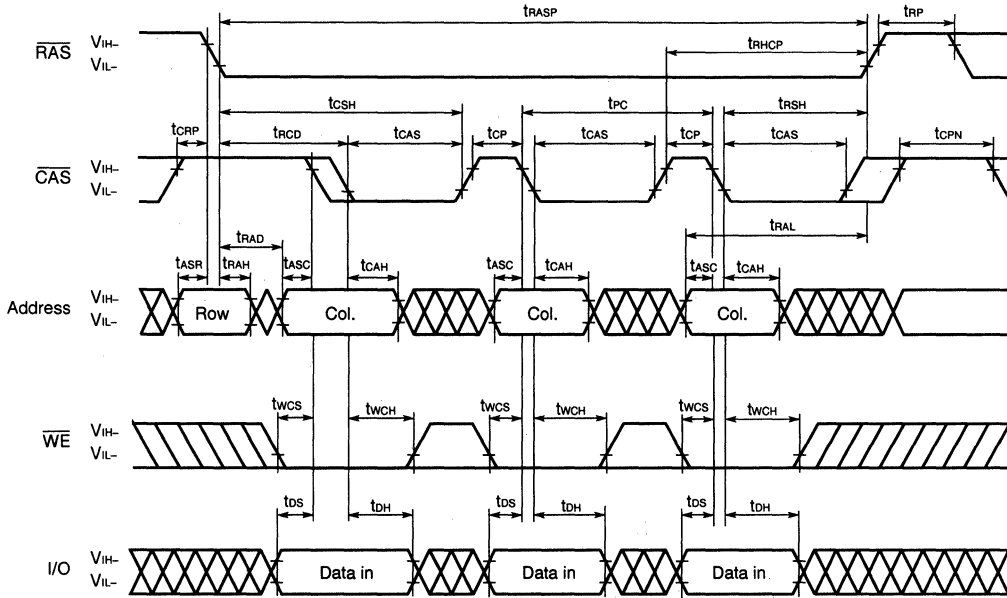 tRASP tRP
RAS VIH– VIL– tRHCP
tCSH tPC tRSH
tCRP tRCD tCAS tCP tCAS tCP tCAS tCPN
CAS VIH– VIL–
tRAD tRAL
tASR tRAH tASC tCAH tASC tCAH tASC tCAH
Address VIH– VIL– Row Col. Col. Col.
tWCS tWCH tWCS tWCH tWCS tWCH
WE VIH– VIL–
tDS tDH tDS tDH tDS tDH
I/O VIH– VIL– Data in Data in Data in